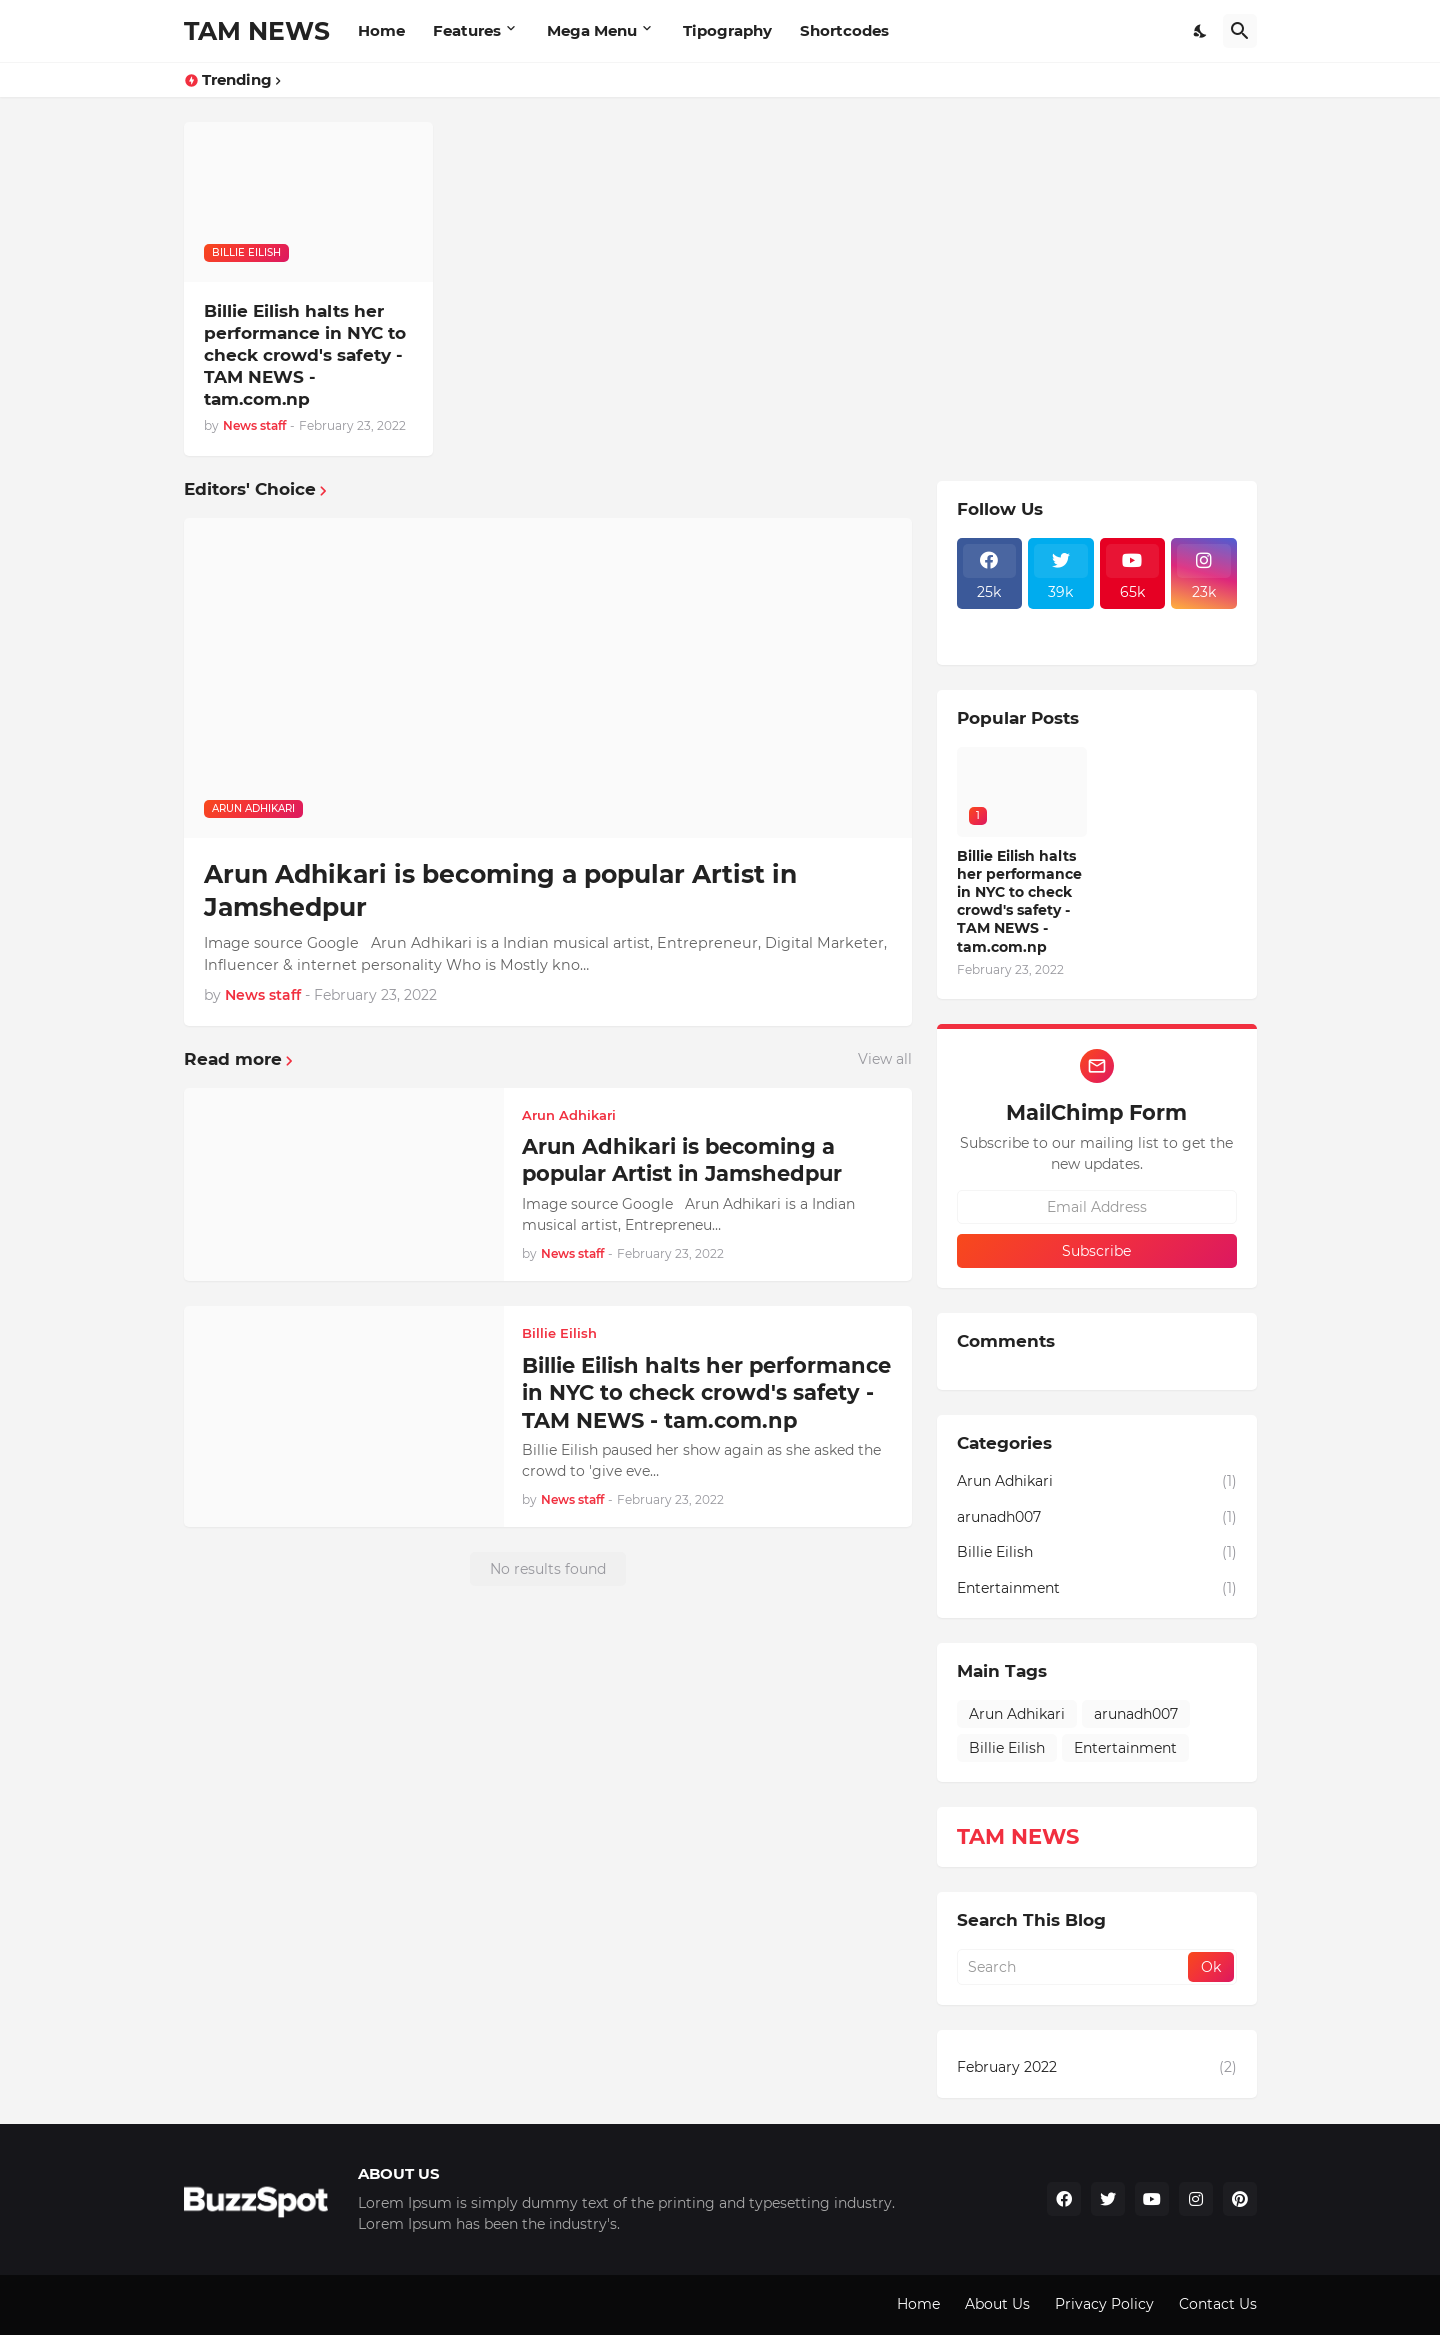 TAM NEWS
Home
Features
Mega Menu
Tipography
Shortcodes
Trending
BILLIE EILISH
Billie Eilish halts her
performance in NYC to
check crowd's safety -
TAM NEWS -
tam.com.np
by News staff - February 23, 2022
Editors' Choice
ARUN ADHIKARI
Arun Adhikari is becoming a popular Artist in
Jamshedpur
Image source Google   Arun Adhikari is a Indian musical artist, Entrepreneur, Digital Marketer,
Influencer & internet personality Who is Mostly kno…
by News staff - February 23, 2022
Read more
View all
Arun Adhikari
Arun Adhikari is becoming a
popular Artist in Jamshedpur
Image source Google   Arun Adhikari is a Indian
musical artist, Entrepreneu…
by News staff - February 23, 2022
Billie Eilish
Billie Eilish halts her performance
in NYC to check crowd's safety -
TAM NEWS - tam.com.np
Billie Eilish paused her show again as she asked the
crowd to 'give eve…
by News staff - February 23, 2022
No results found
Follow Us
25k
39k
65k
23k
Popular Posts
1
Billie Eilish halts
her performance
in NYC to check
crowd's safety -
TAM NEWS -
tam.com.np
February 23, 2022
MailChimp Form
Subscribe to our mailing list to get the
new updates.
Email Address
Subscribe
Comments
Categories
Arun Adhikari (1)
arunadh007 (1)
Billie Eilish (1)
Entertainment (1)
Main Tags
Arun Adhikari
arunadh007
Billie Eilish
Entertainment
TAM NEWS
Search This Blog
Search
Ok
February 2022 (2)
BuzzSpot
ABOUT US
Lorem Ipsum is simply dummy text of the printing and typesetting industry.
Lorem Ipsum has been the industry's.
Home
About Us
Privacy Policy
Contact Us